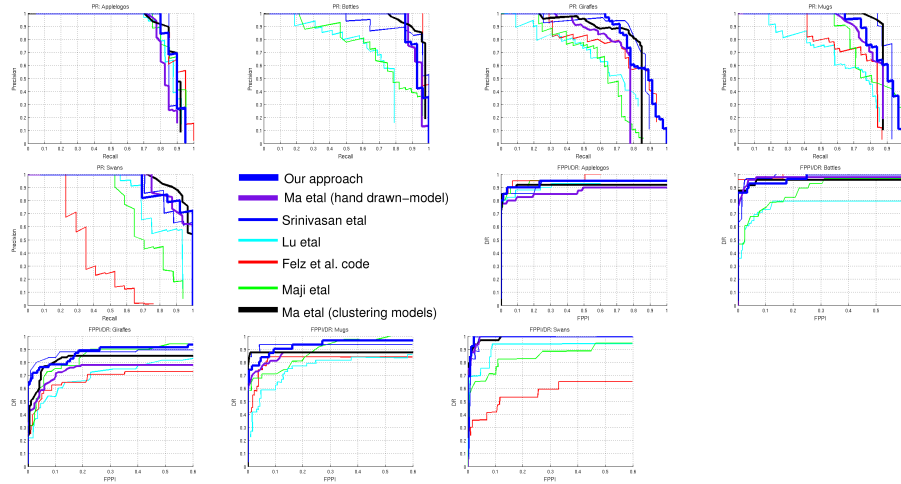 PR: Applelogos
PR: Bottles
PR: Giraffes
PR: Mugs
Precision
Recall
Precision
Recall
Precision
Recall
Precision
Recall
PR: Swans
Precision
Recall
Our approach
Ma etal (hand drawn-model)
Srinivasan etal
Lu etal
Felz et al. code
Maji etal
Ma etal (clustering models)
FPPI/DR: Applelogos
DR
FPPI
FPPI/DR: Bottles
DR
FPPI
FPPI/DR: Giraffes
DR
FPPI
FPPI/DR: Mugs
DR
FPPI
FPPI/DR: Swans
DR
FPPI